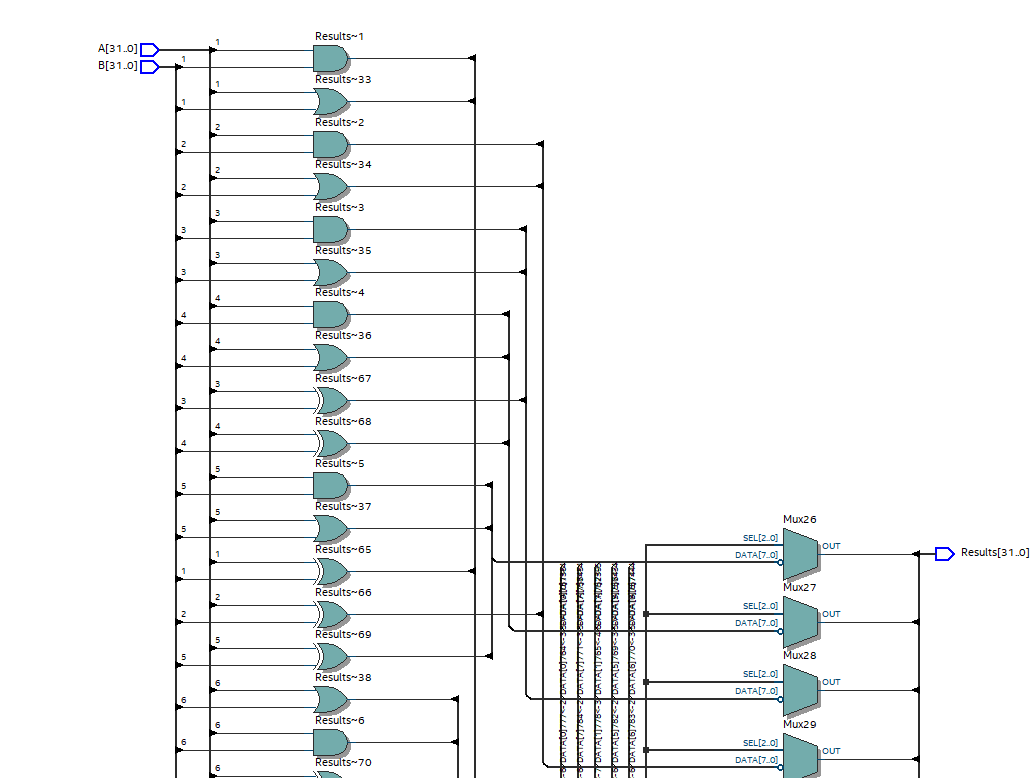 Results~1
A[31..0]
1
B[31..0]
1
Results~33
1
1
Results~2
2
2
Results~34
2
2
Results~3
3
3
Results~35
3
3
Results~4
4
4
Results~36
4
4
Results~67
3
3
Results~68
4
4
Results~5
5
5
Results~37
5
5
Results~65
1
1
Results~66
2
2
Results~69
5
5
Results~38
6
6
Results~6
6
6
Results~70
6
Mux26
SEL[2..0]
DATA[7..0]
OUT
Results[31..0]
Mux27
SEL[2..0]
DATA[7..0]
OUT
Mux28
SEL[2..0]
DATA[7..0]
OUT
Mux29
SEL[2..0]
DATA[7..0]
OUT